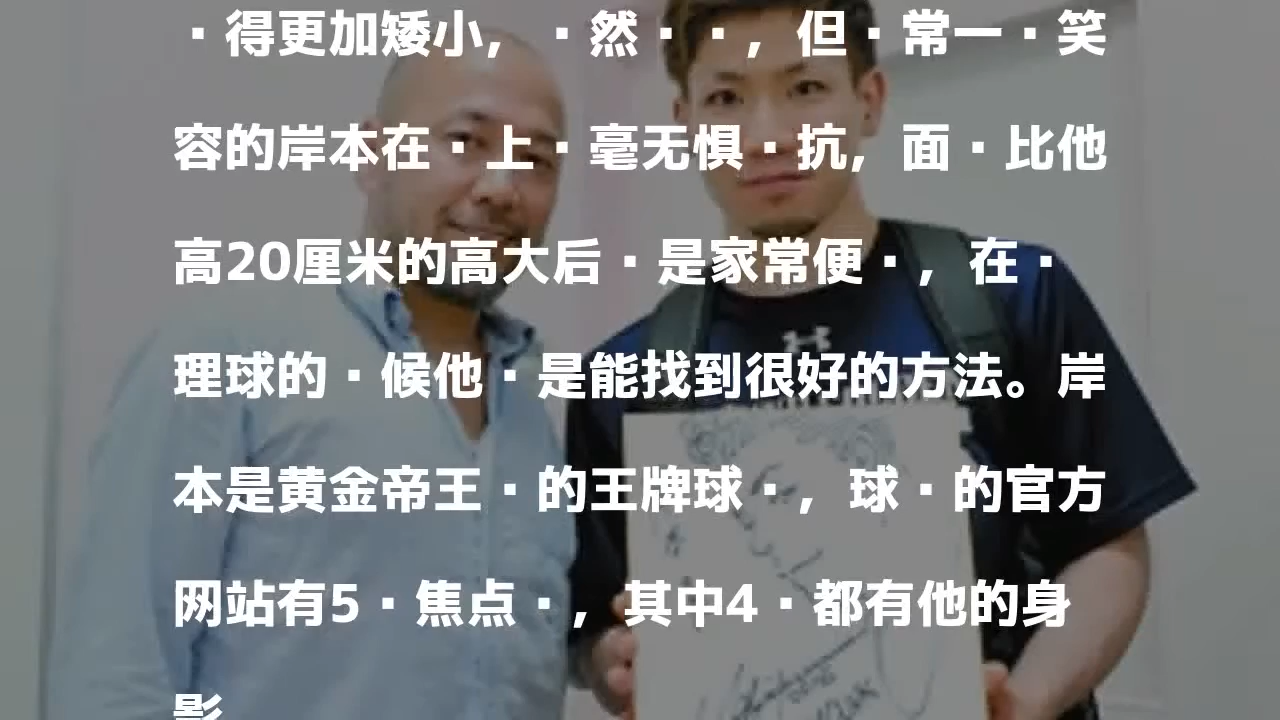 ·得更加矮小，·然··，但·常一·笑
容的岸本在·上·毫无惧·抗，面·比他
高20厘米的高大后·是家常便·，在·
理球的·候他·是能找到很好的方法。岸
本是黄金帝王·的王牌球·，球·的官方
网站有5·焦点·，其中4·都有他的身
影